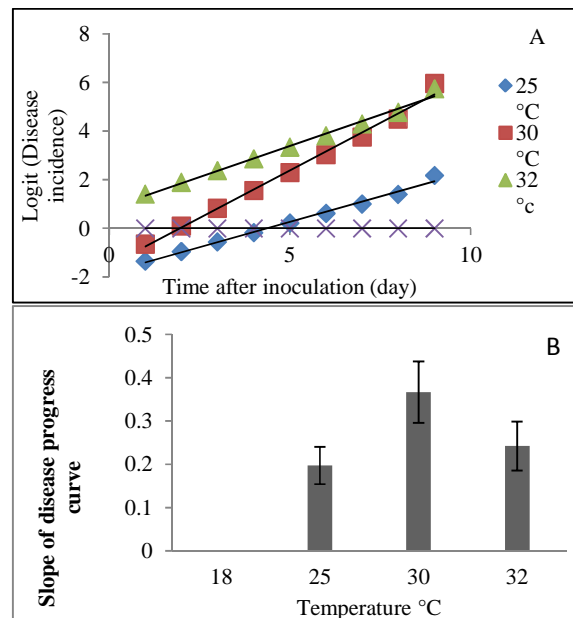 A
Logit (Disease
incidence)
8
6
4
2
0
-2
0
5
10
Time after inoculation (day)
25
°C
30
°C
32
°c
B
Slope of disease progress
curve
0.5
0.4
0.3
0.2
0.1
0
18 25 30 32
Temperature °C